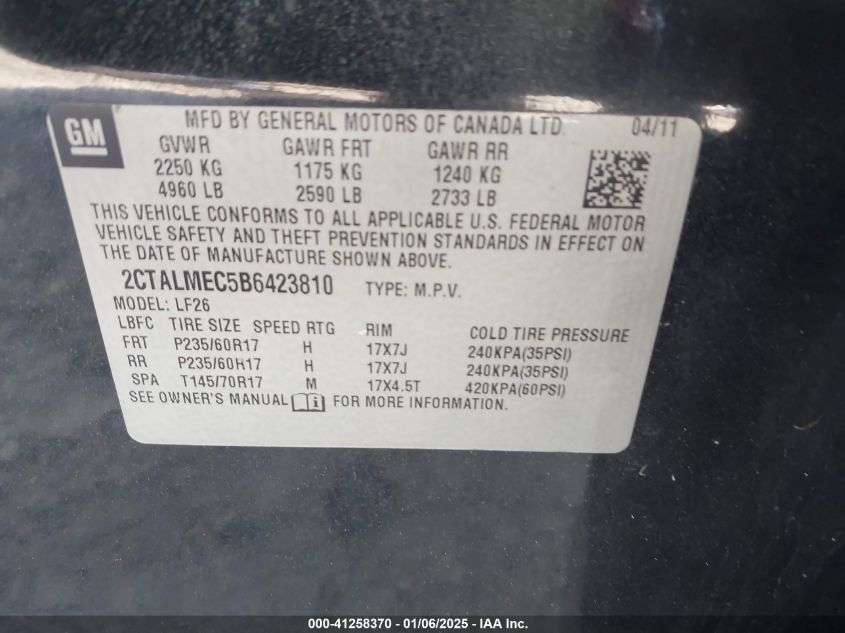 GM
MFD BY GENERAL MOTORS OF CANADA LTD. 04/11
GVWR GAWR FRT GAWR RR
2250 KG 1175 KG 1240 KG
4960 LB 2590 LB 2733 LB
THIS VEHICLE CONFORMS TO ALL APPLICABLE U.S. FEDERAL MOTOR
VEHICLE SAFETY AND THEFT PREVENTION STANDARDS IN EFFECT ON
THE DATE OF MANUFACTURE SHOWN ABOVE.
2CTALMEC5B6423810 TYPE: M.P.V.
MODEL: LF26
LBFC TIRE SIZE SPEED RTG RIM COLD TIRE PRESSURE
FRT P235/60R17 H 17X7J 240KPA(35PSI)
RR P235/60R17 H 17X7J 240KPA(35PSI)
SPA T145/70R17 M 17X4.5T 420KPA(60PSI)
SEE OWNER'S MANUAL FOR MORE INFORMATION.
000-41258370 - 01/06/2025 - IAA Inc.